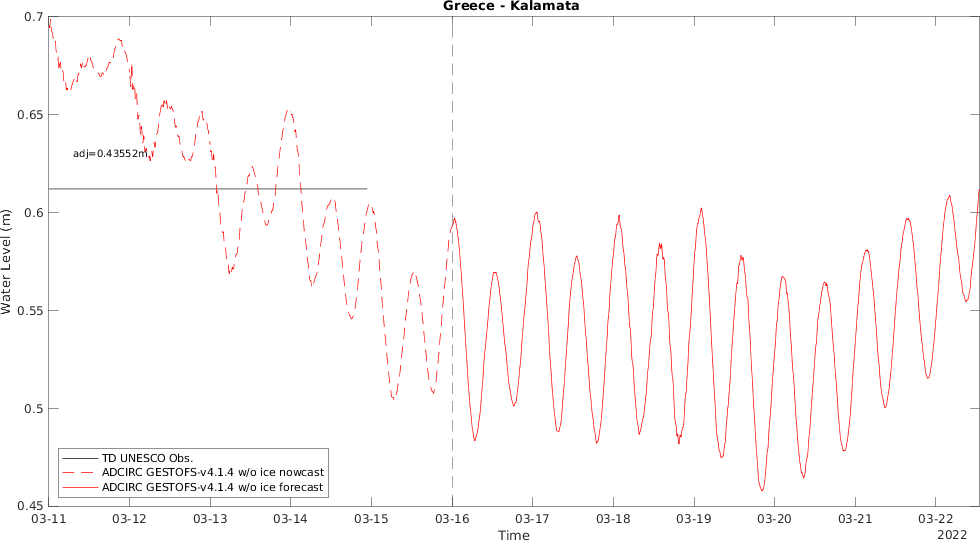 Greece - Kalamata
Water Level (m)
0.7
0.65
0.6
0.55
0.5
0.45
adj=0.43552m
TD UNESCO Obs.
ADCIRC GESTOFS-v4.1.4 w/o ice nowcast
ADCIRC GESTOFS-v4.1.4 w/o ice forecast
03-11 03-12 03-13 03-14 03-15 03-16 03-17 03-18 03-19 03-20 03-21 03-22
Time
2022